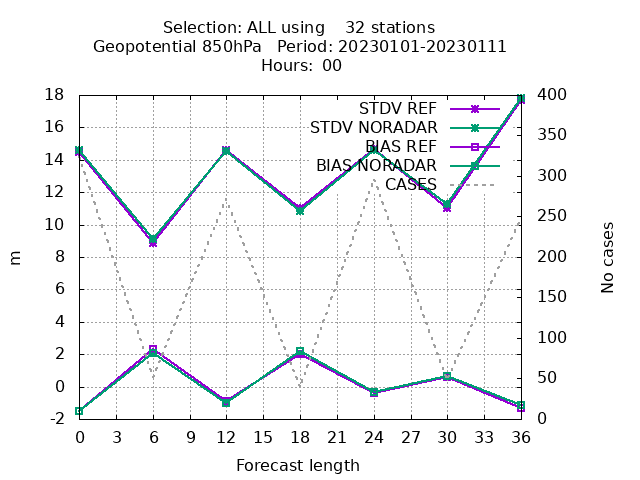 Selection: ALL using    32 stations
Geopotential 850hPa   Period: 20230101-20230111
Hours: 00
18
16
14
12
10
8
6
4
2
0
-2
m
STDV REF
STDV NORADAR
BIAS REF
BIAS NORADAR
CASES
400
350
300
250
200
150
100
50
0
No cases
0 3 6 9 12 15 18 21 24 27 30 33 36
Forecast length